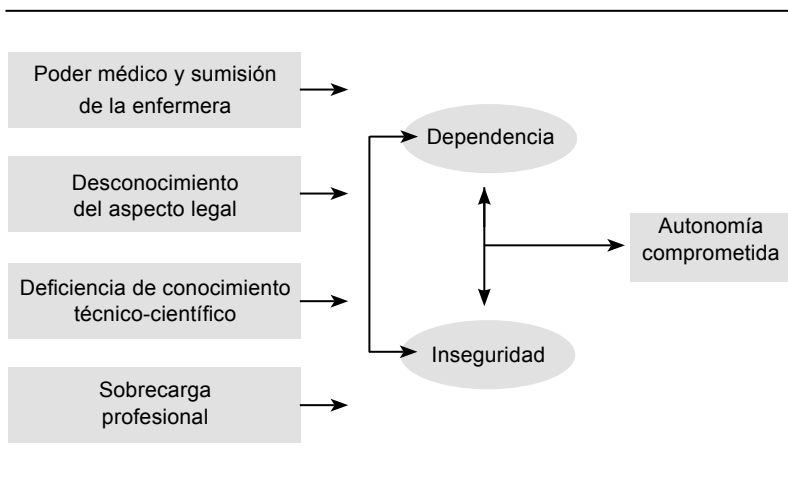 Poder médico y sumisión
de la enfermera
Desconocimiento
del aspecto legal
Deficiencia de conocimiento
técnico-científico
Sobrecarga
profesional
Dependencia
Inseguridad
Autonomía
comprometida